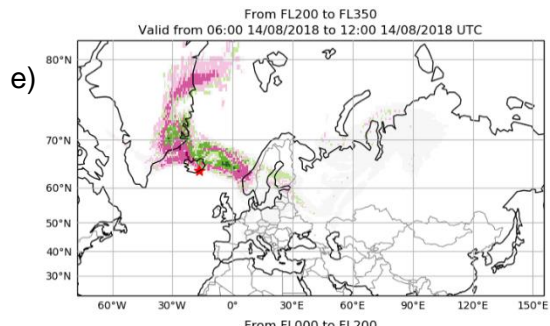 From FL200 to FL350
Valid from 06:00 14/08/2018 to 12:00 14/08/2018 UTC
e)
80°N
70°N
60°N
50°N
40°N
30°N
60°W 30°W 0° 30°E 60°E 90°E 120°E 150°E
From FL000 to FL200